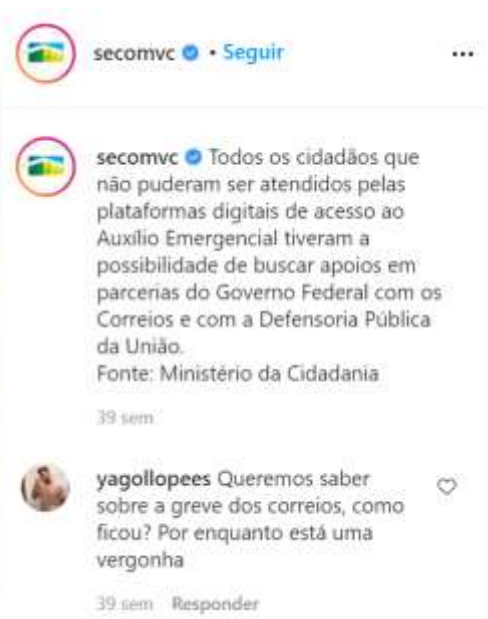 secomvc • Seguir
secomvc Todos os cidadãos que
não puderam ser atendidos pelas
plataformas digitais de acesso ao
Auxílio Emergencial tiveram a
possibilidade de buscar apoios em
parcerias do Governo Federal com os
Correios e com a Defensoria Pública
da União.
Fonte: Ministério da Cidadania
39 sem
yagollopees Queremos saber
sobre a greve dos correios, como
ficou? Por enquanto está uma
vergonha
39 sem Responder